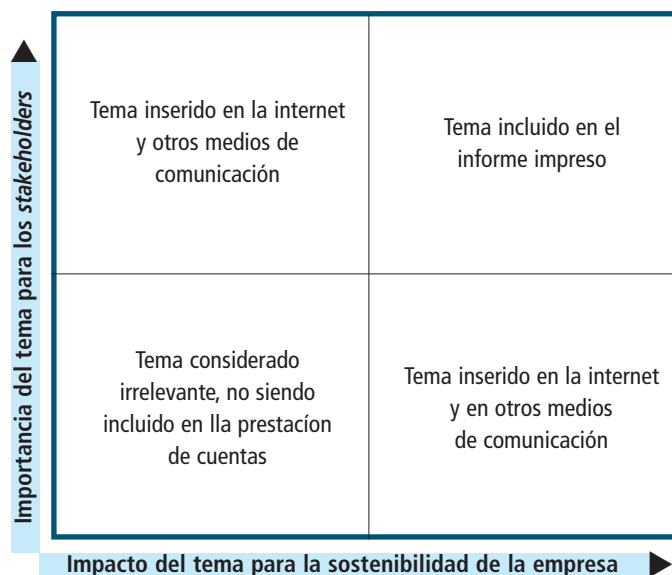 Importancia del tema para los stakeholders
Tema inserido en la internet
y otros medios de
comunicación
Tema incluido en el
informe impreso
Tema considerado
irrelevante, no siendo
incluido en lla prestacíon
de cuentas
Tema inserido en la internet
y en otros medios
de comunicación
Impacto del tema para la sostenibilidad de la empresa